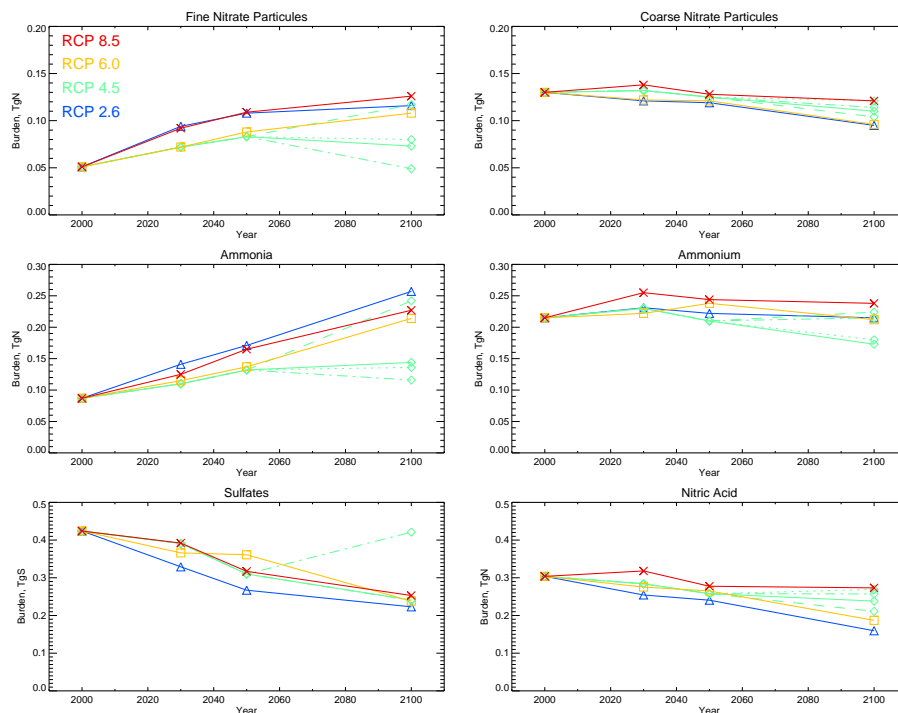 Fine Nitrate Particules
RCP 8.5
RCP 6.0
RCP 4.5
RCP 2.6
Burden, TgN
0.20
0.15
0.10
0.05
0.00
2000 2020 2040 2060 2080 2100
Year
Coarse Nitrate Particules
Burden, TgN
0.20
0.15
0.10
0.05
0.00
2000 2020 2040 2060 2080 2100
Year
Ammonia
Burden, TgN
0.30
0.25
0.20
0.15
0.10
0.05
0.00
2000 2020 2040 2060 2080 2100
Year
Ammonium
Burden, TgN
0.30
0.25
0.20
0.15
0.10
0.05
0.00
2000 2020 2040 2060 2080 2100
Year
Sulfates
Burden, TgS
0.5
0.4
0.3
0.2
0.1
0.0
2000 2020 2040 2060 2080 2100
Year
Nitric Acid
Burden, TgN
0.5
0.4
0.3
0.2
0.1
0.0
2000 2020 2040 2060 2080 2100
Year